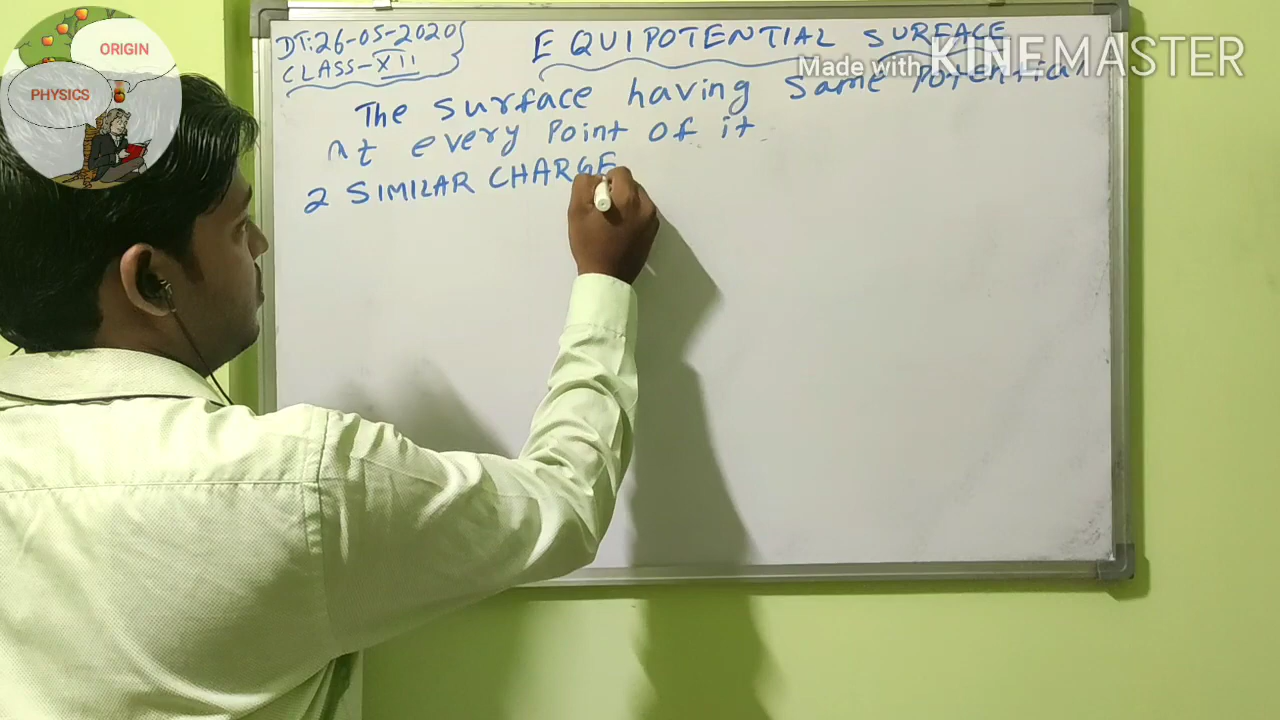 ORIGIN
PHYSICS
DT:26-05-2020
CLASS-XII
EQUIPOTENTIAL SURFACE
Made with KINEMASTER
The Surface having Same Potential
At every Point of it
2 SIMILAR CHARGE